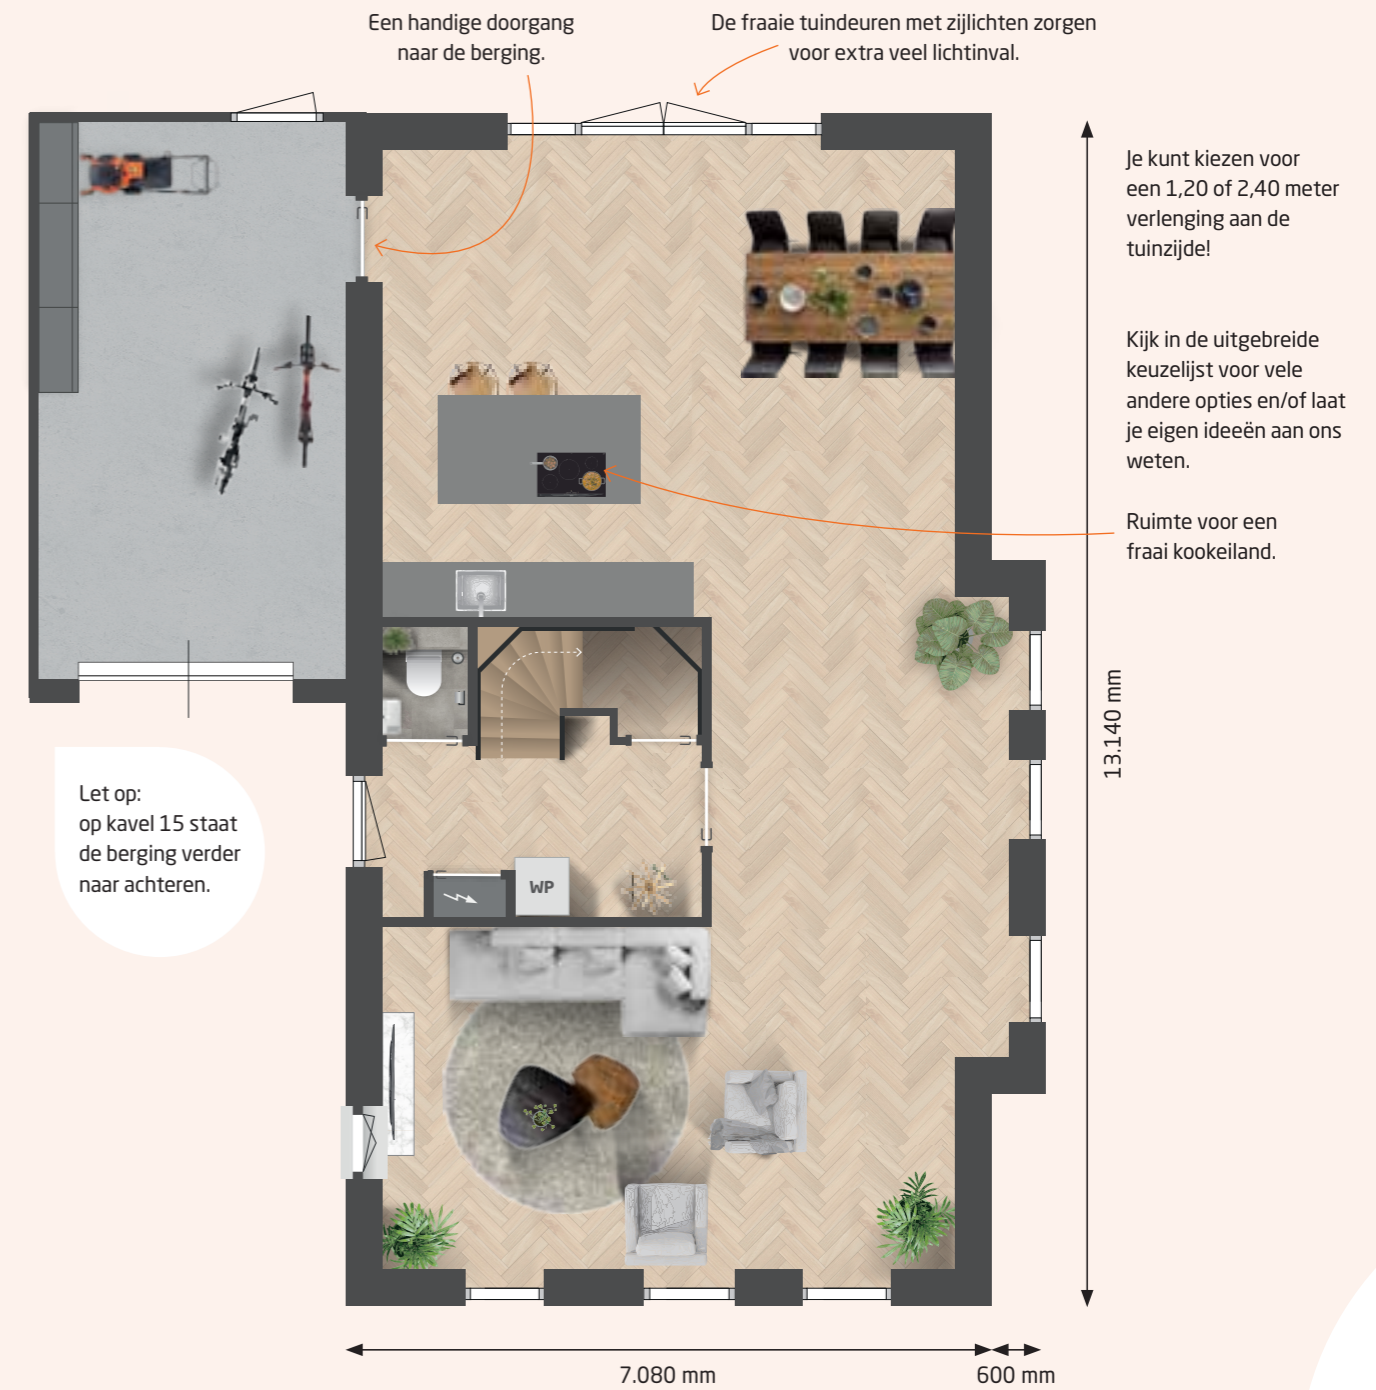 Een handige doorgang
naar de berging.
De fraaie tuindeuren met zijlichten zorgen
voor extra veel lichtinval.
Je kunt kiezen voor
een 1,20 of 2,40 meter
verlenging aan de
tuinzijde!
Kijk in de uitgebreide
keuzelijst voor vele
andere opties en/of laat
je eigen ideeën aan ons
weten.
Ruimte voor een
fraai kookeiland.
13.140 mm
Let op:
op kavel 15 staat
de berging verder
naar achteren.
WP
7.080 mm
600 mm